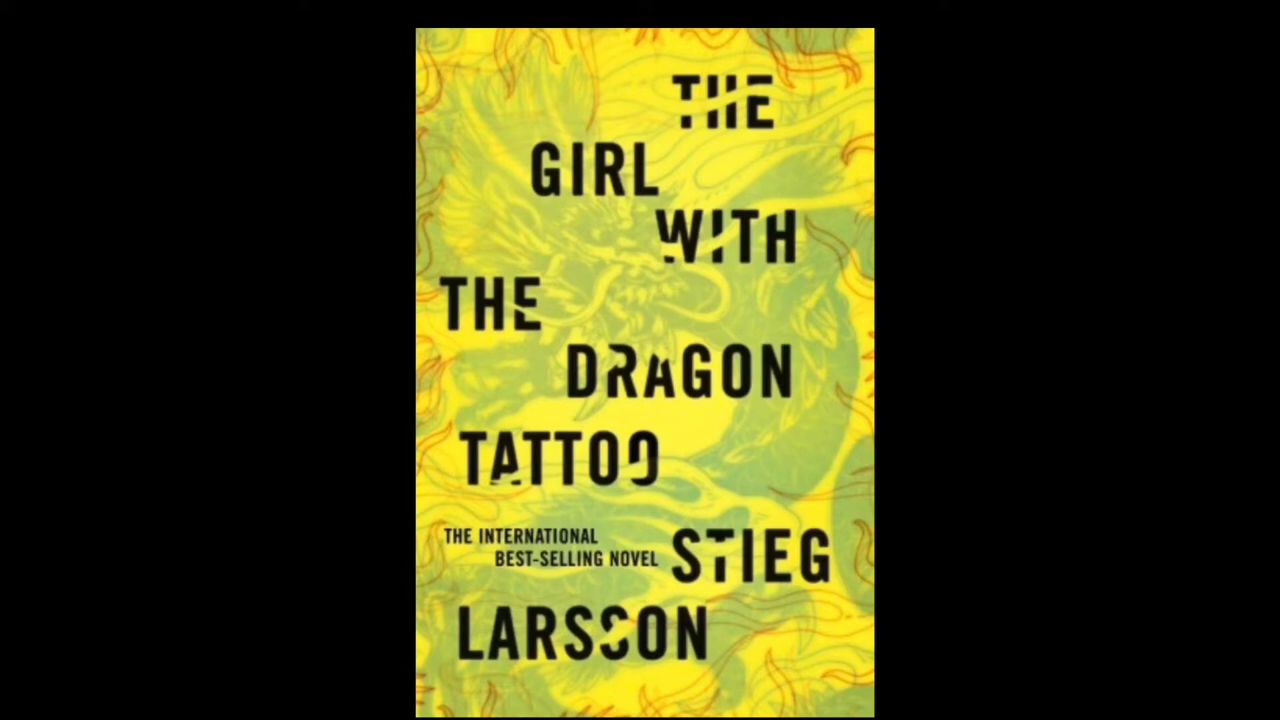 THE
GIRL
WITH
THE
DRAGON
TATTOO
THE INTERNATIONAL
BEST-SELLING NOVEL
STIEG
LARSSON